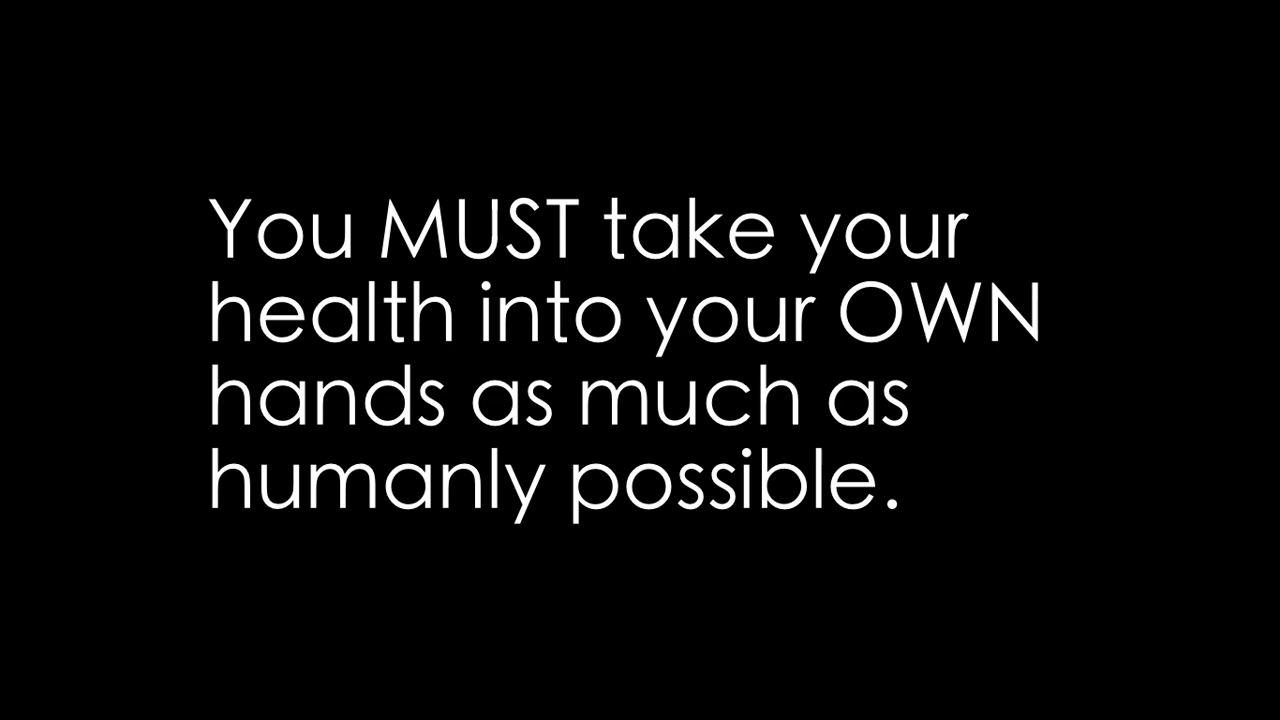 You MUST take your
health into your OWN
hands as much as
humanly possible.